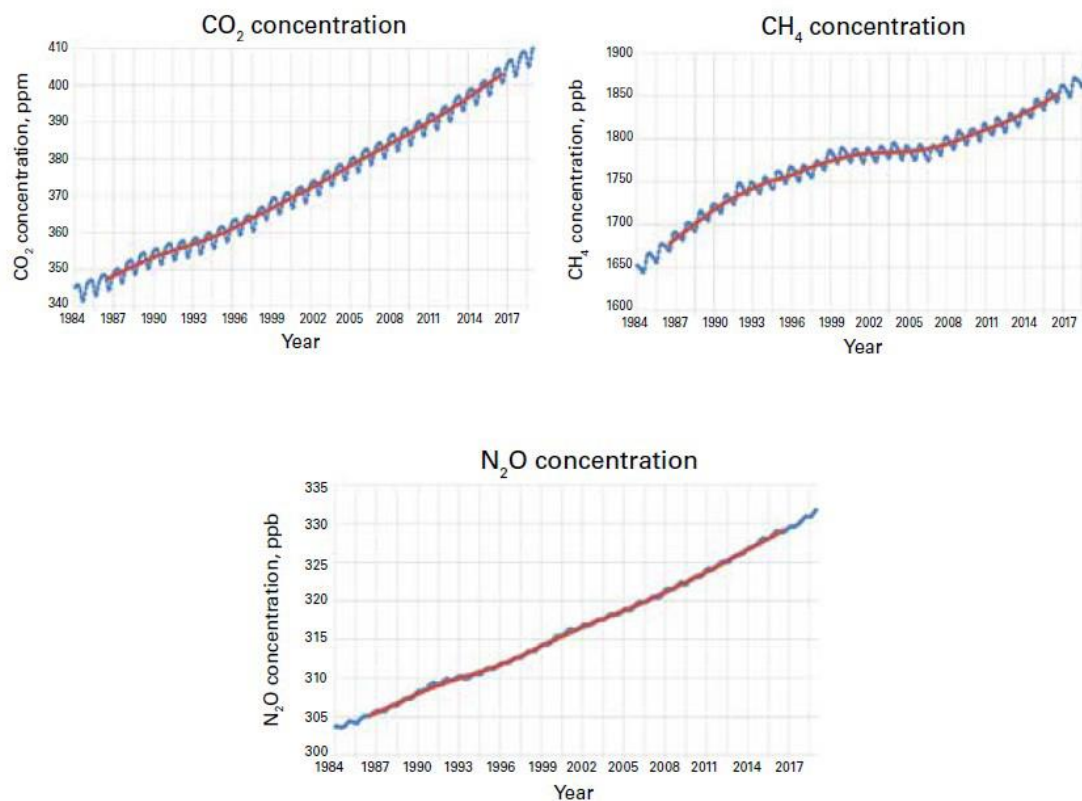 CO₂ concentration
CO₂ concentration, ppm
410
400
390
380
370
360
350
340
1984 1987 1990 1993 1996 1999 2002 2005 2008 2011 2014 2017
Year
CH₄ concentration
CH₄ concentration, ppb
1900
1850
1800
1750
1700
1650
1600
1984 1987 1990 1993 1996 1999 2002 2005 2008 2011 2014 2017
Year
N₂O concentration
N₂O concentration, ppb
335
330
325
320
315
310
305
300
1984 1987 1990 1993 1996 1999 2002 2005 2008 2011 2014 2017
Year